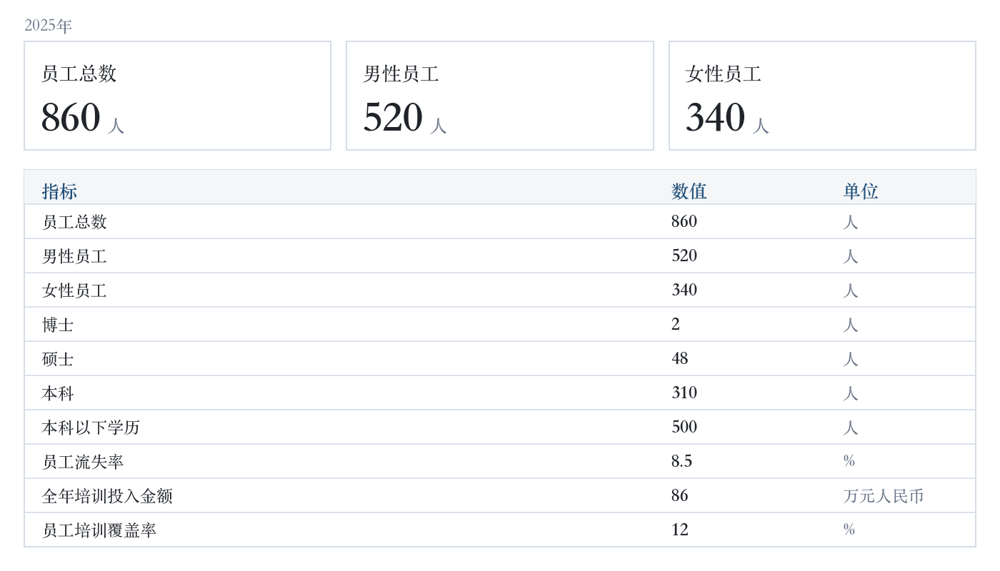 2025年
员工总数 男性员工 女性员工
860 人 520 人 340 人
指标 数值 单位
员工总数 860 人
男性员工 520 人
女性员工 340 人
博士 2 人
硕士 48 人
本科 310 人
本科以下学历 500 人
员工流失率 8.5 %
全年培训投入金额 86 万元人民币
员工培训覆盖率 12 %